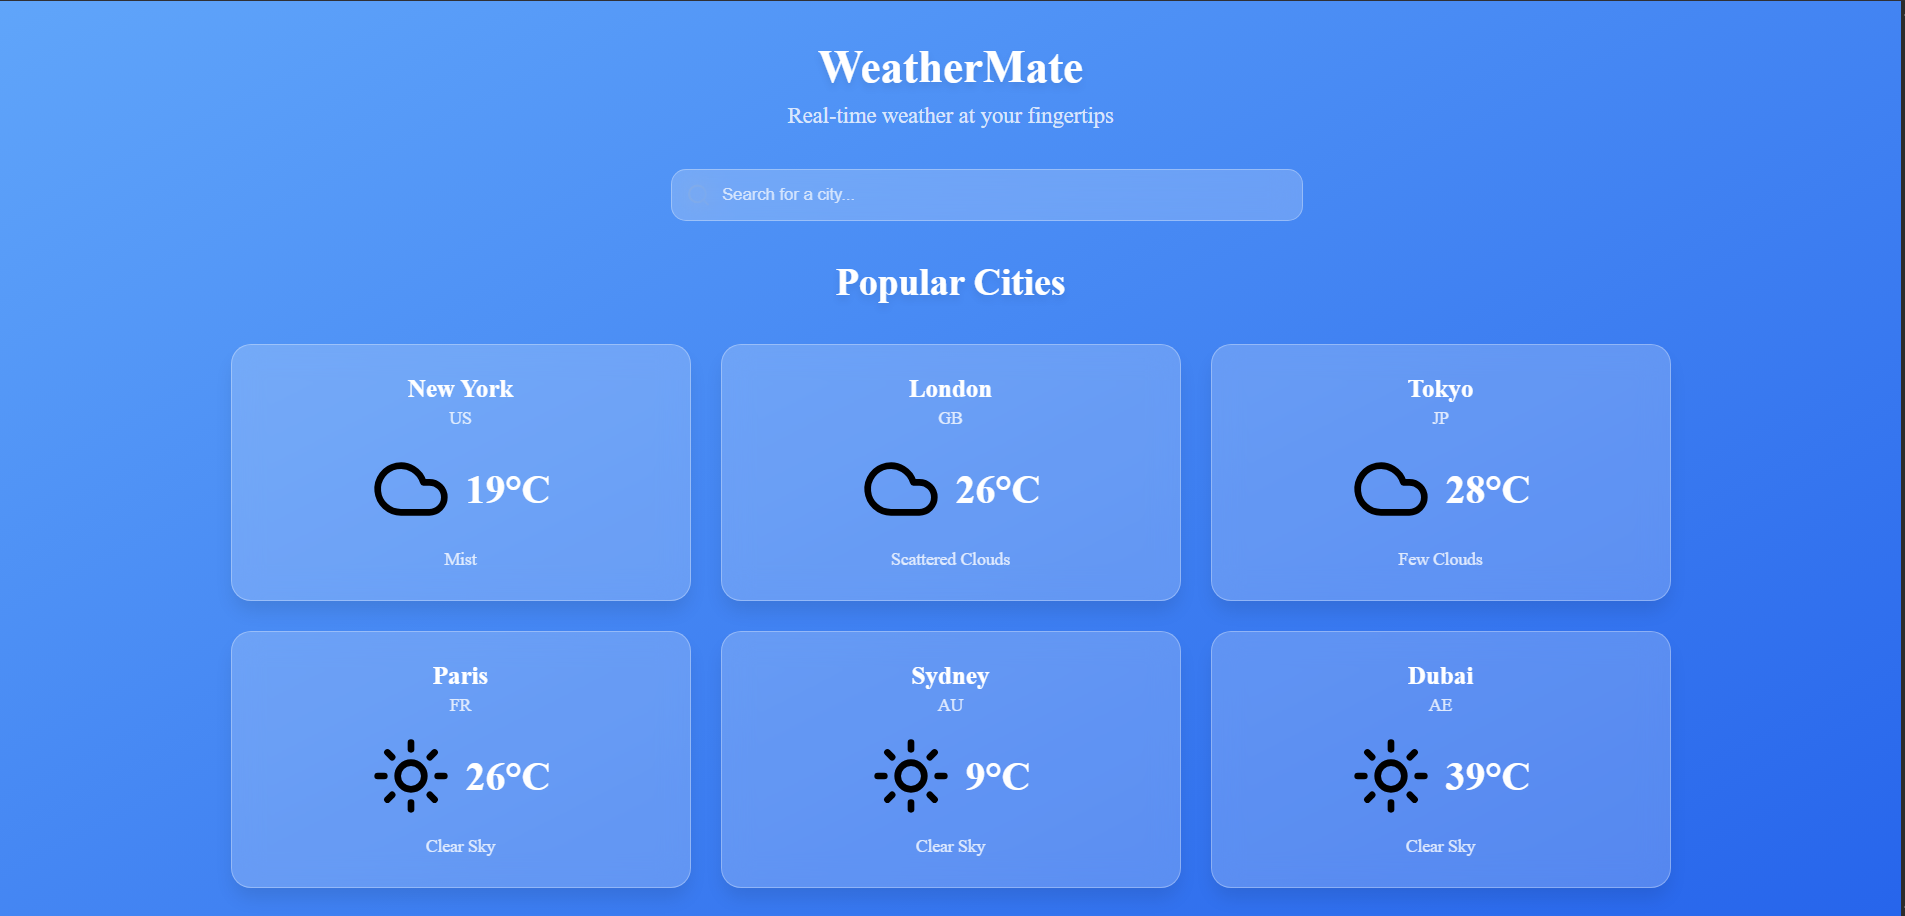 WeatherMate
Real-time weather at your fingertips
Search for a city...
Popular Cities
New York
US
19°C
Mist
London
GB
26°C
Scattered Clouds
Tokyo
JP
28°C
Few Clouds
Paris
FR
26°C
Clear Sky
Sydney
AU
9°C
Clear Sky
Dubai
AE
39°C
Clear Sky